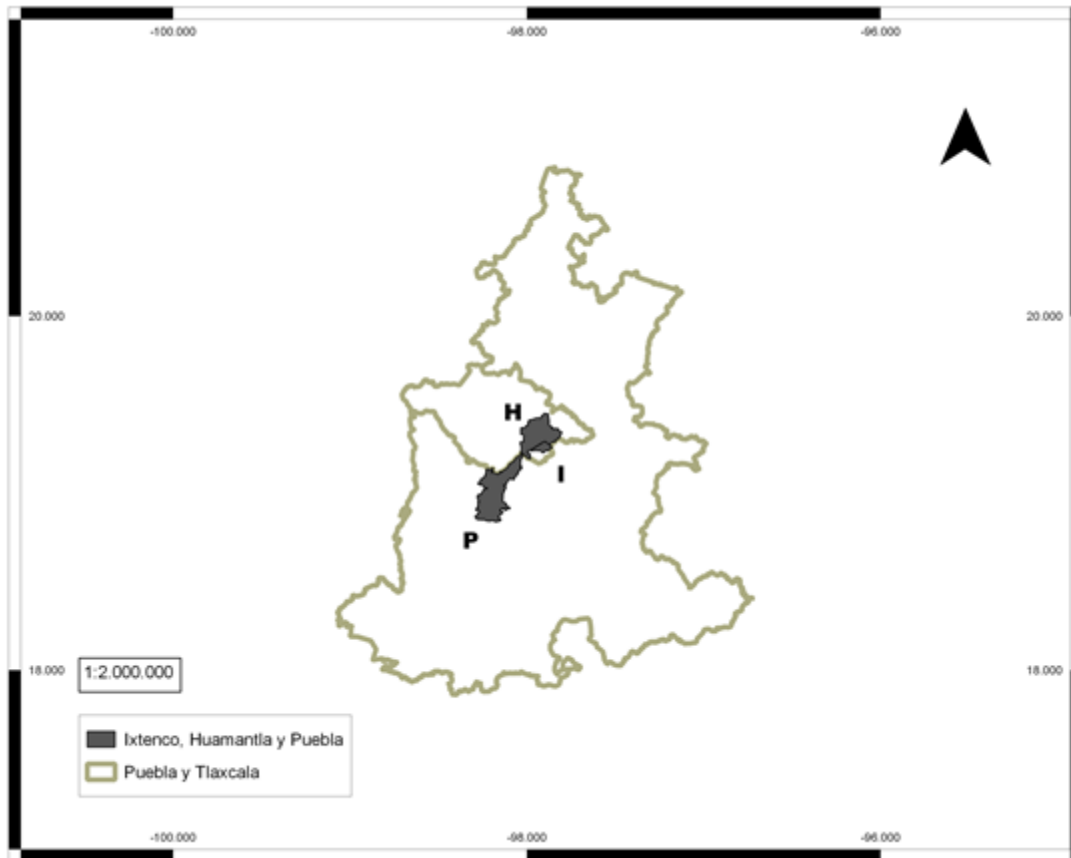 -100.000 -98.000 -96.000
20.000 20.000
H
I
P
18.000 18.000
1:2.000.000
Ixtenco, Huamantla y Puebla
Puebla y Tlaxcala
-100.000 -98.000 -96.000